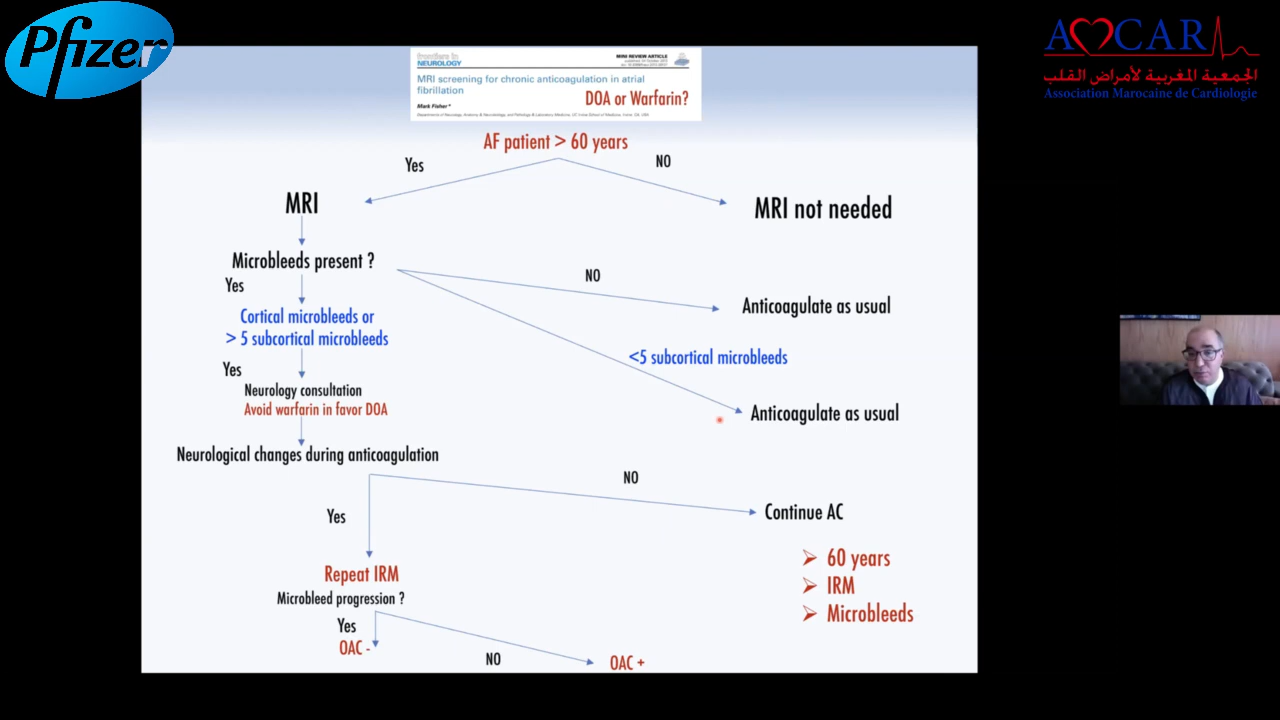 Pfizer
AMCAR
الجمعية المغربية لأمراض القلب
Association Marocaine de Cardiologie
frontiers in
NEUROLOGY
MINI REVIEW ARTICLE
MRI screening for chronic anticoagulation in atrial
fibrillation
DOA or Warfarin?
Mark Fisher*
AF patient > 60 years
Yes
NO
MRI
MRI not needed
Microbleeds present ?
NO
Yes
Anticoagulate as usual
Cortical microbleeds or
> 5 subcortical microbleeds
<5 subcortical microbleeds
Yes
Neurology consultation
Avoid warfarin in favor DOA
Anticoagulate as usual
Neurological changes during anticoagulation
NO
Yes
Continue AC
60 years
IRM
Microbleeds
Repeat IRM
Microbleed progression ?
Yes
OAC -
NO
OAC +